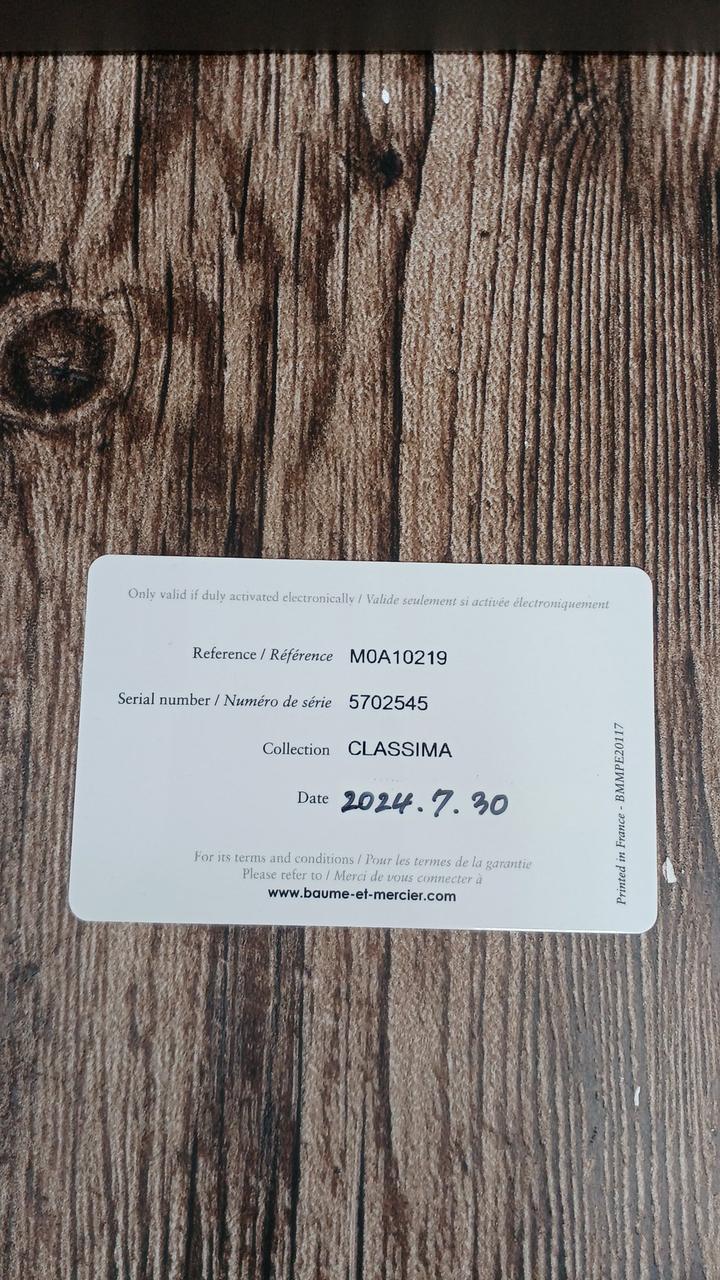 Only valid if duly activated electronically / Valide seulement si activée électroniquement
Reference / Référence M0A10219
Serial number / Numéro de série 5702545
Collection CLASSIMA
Date 2024.7.30
For its terms and conditions / Pour les termes de la garantie
Please refer to / Merci de vous connecter à
www.baume-et-mercier.com
Printed in France - BMMPE20117